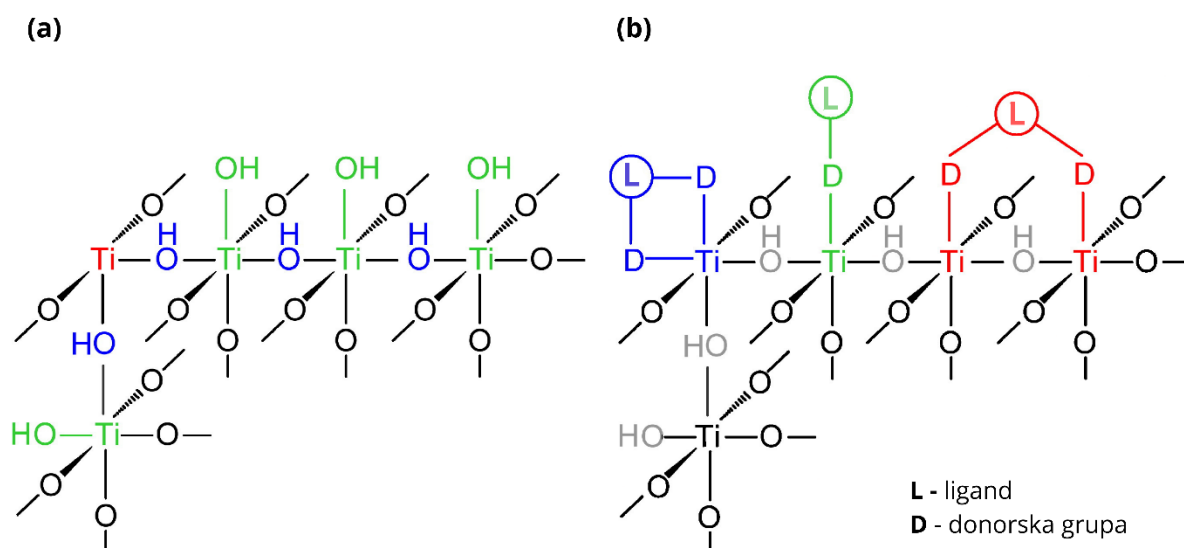 (a)
OH OH OH
O O O O
H H H
Ti O Ti O Ti O Ti O
O O O O
HO O O O
O
HO Ti O
O
O
(b)
L
L
L D D D D
O O O O
H H H
D Ti O Ti O Ti O Ti O
O O O O
HO O O O
O
HO Ti O
O
O
L - ligand
D - donorska grupa